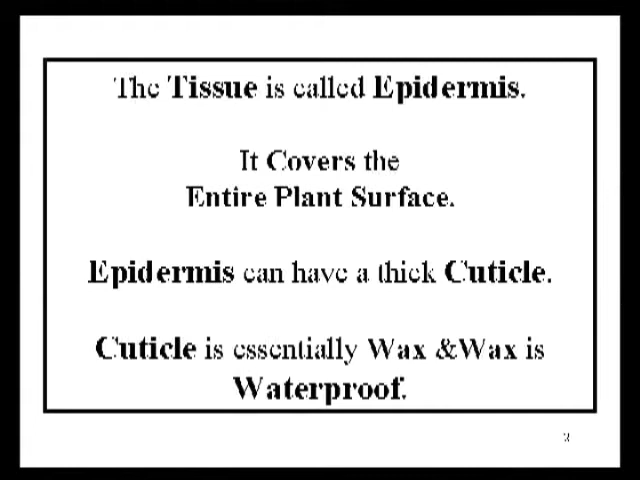 The Tissue is called Epidermis.
It Covers the
Entire Plant Surface.
Epidermis can have a thick Cuticle.
Cuticle is essentially Wax &Wax is
Waterproof.